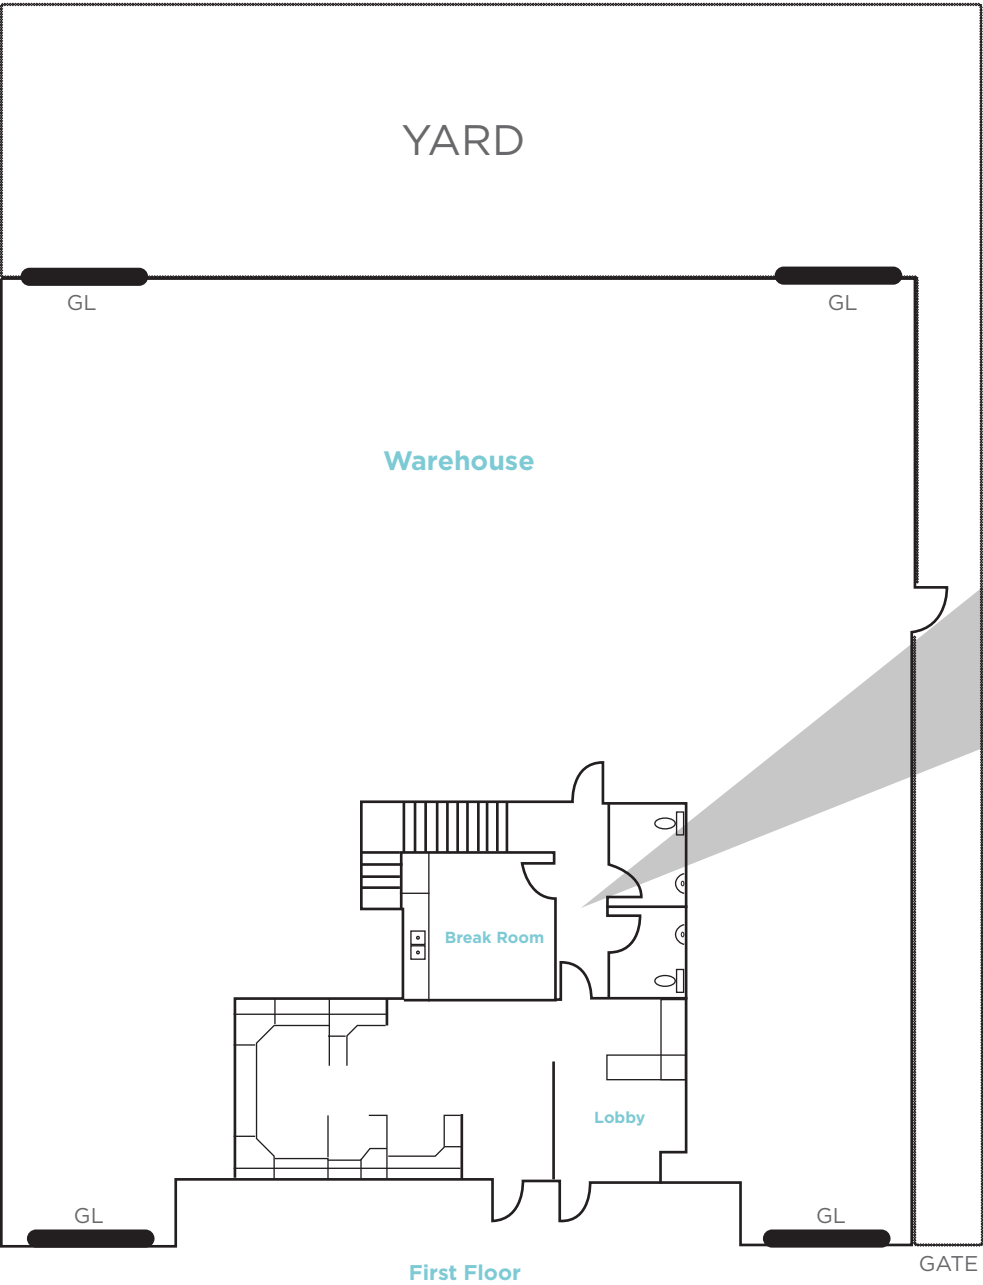 YARD
GL
GL
Warehouse
Break Room
Lobby
GL
GL
GATE
First Floor